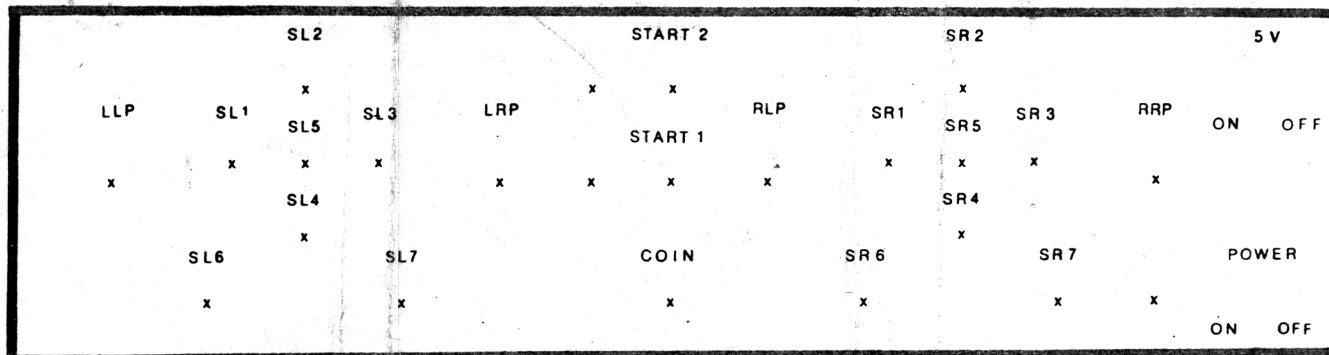 SL2 START 2 SR2 5 V
x x x x
LLP SL1 SL3 LRP RLP SR1 SR3 RRP
SL5 START 1 SR5 ON OFF
x x x x x x
x x x x x x
SL4 SR4
x x
SL6 SL7 COIN SR6 SR7 POWER
x x x x x x
ON OFF